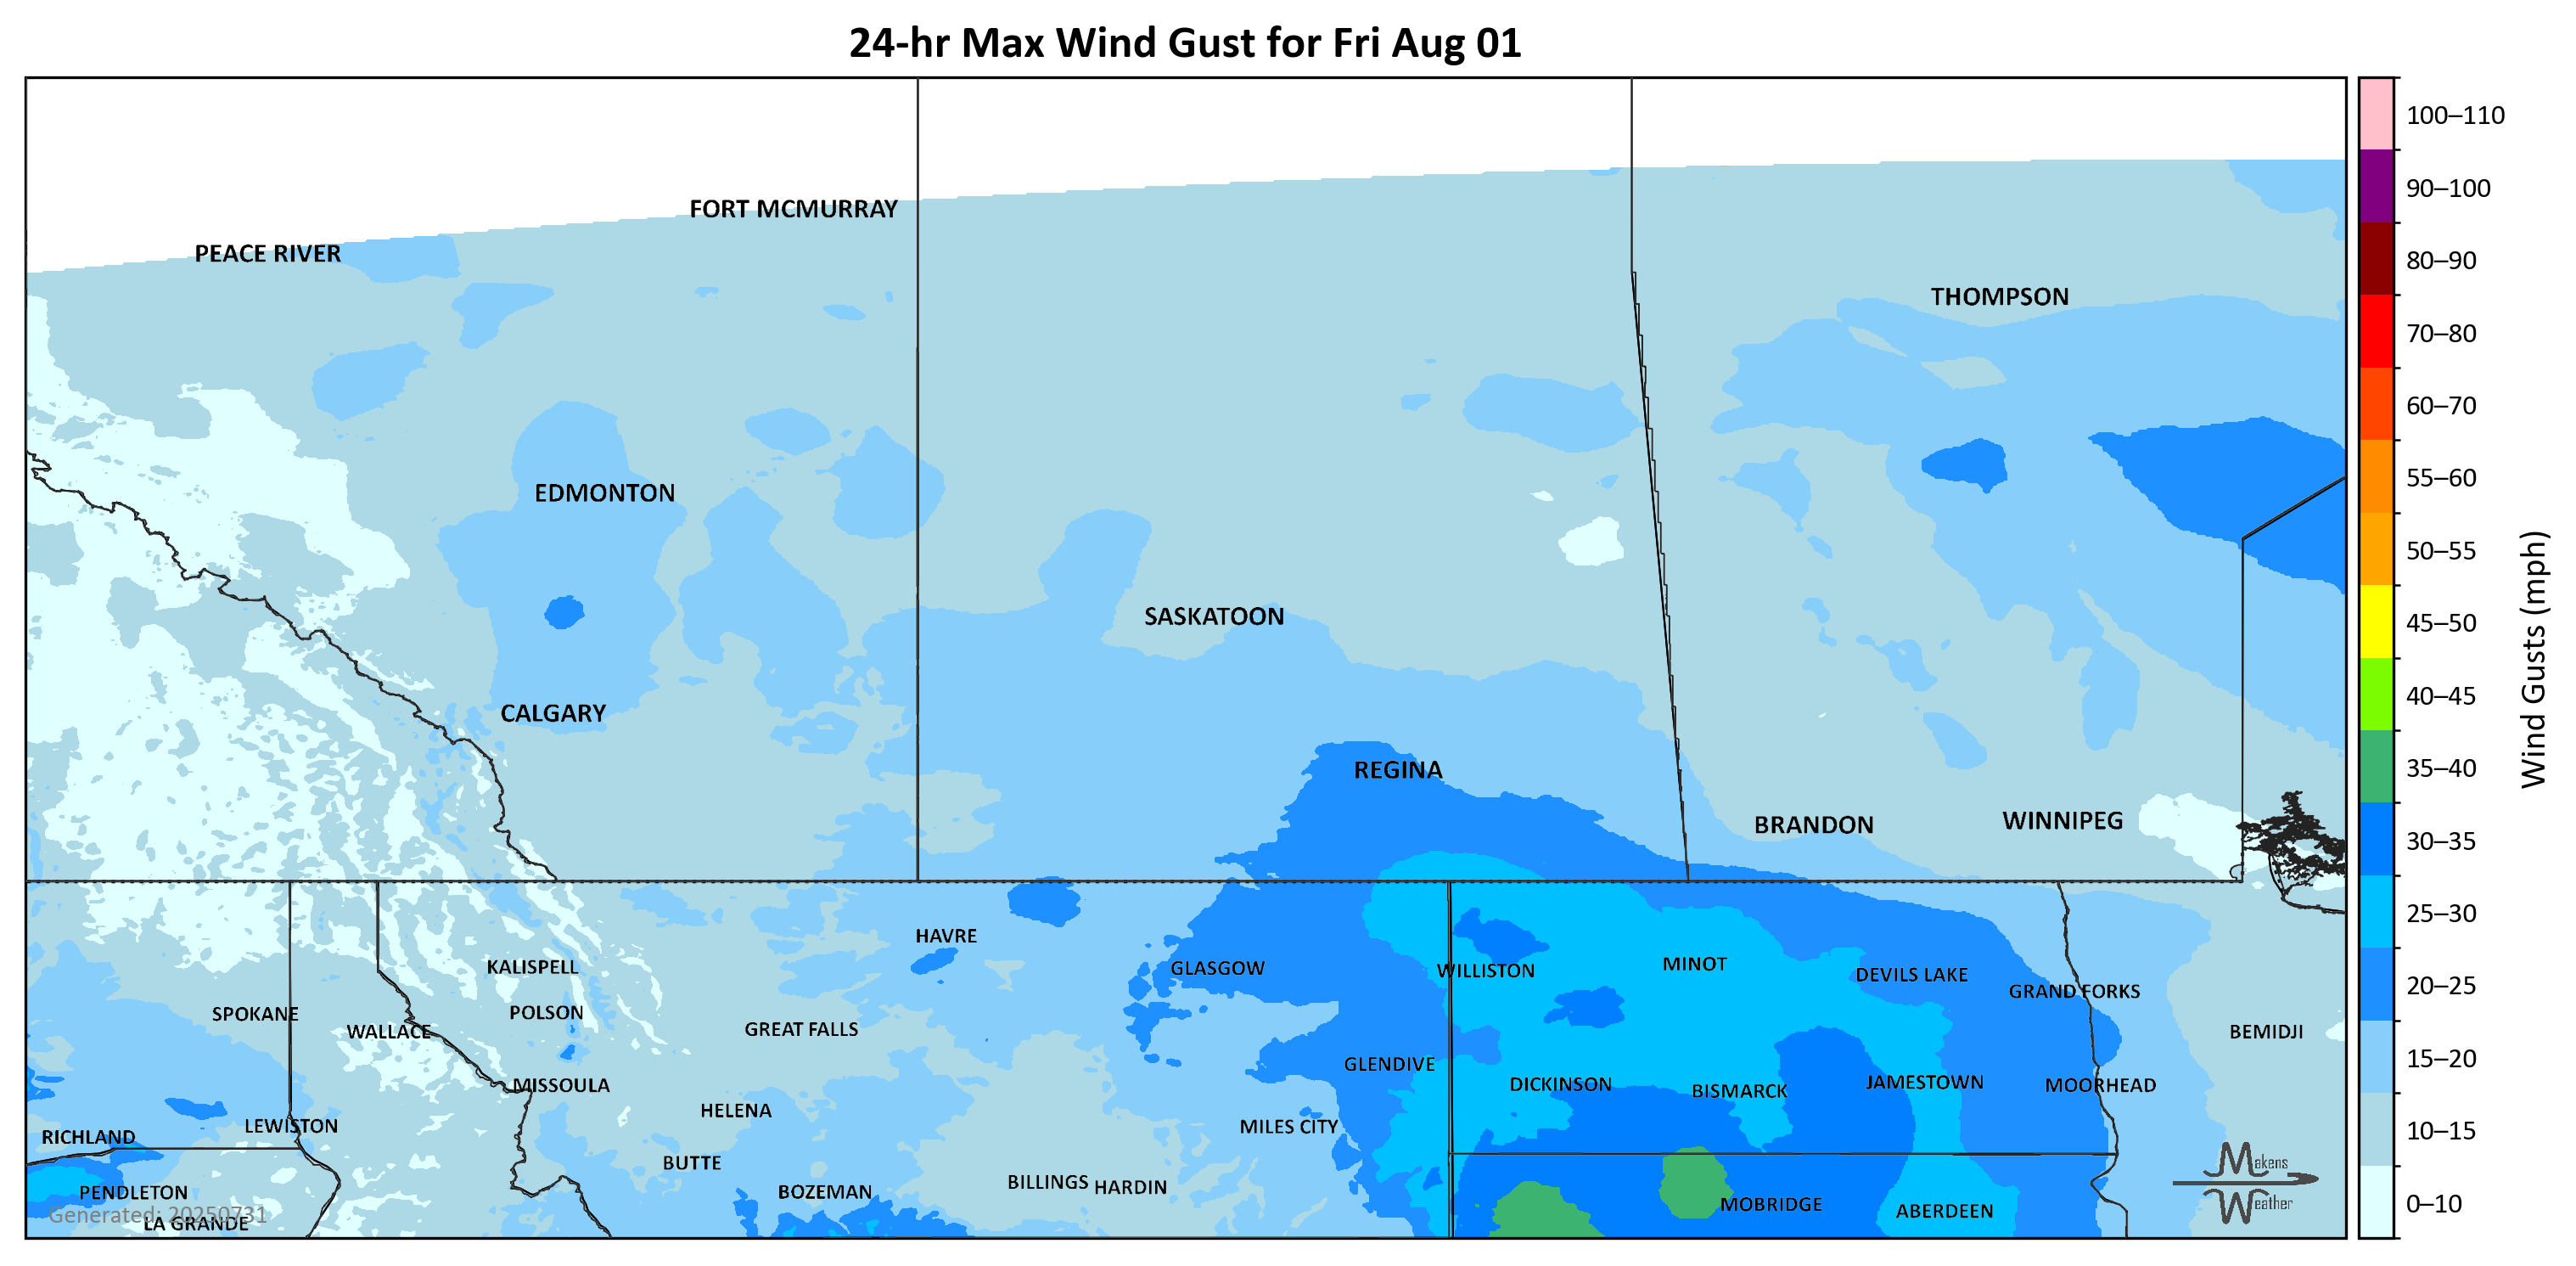 24-hr Max Wind Gust for Fri Aug 01
100–110
90–100
80–90
70–80
60–70
55–60
50–55
45–50
40–45
35–40
30–35
25–30
20–25
15–20
10–15
0–10
Wind Gusts (mph)
FORT MCMURRAY
PEACE RIVER
THOMPSON
EDMONTON
SASKATOON
CALGARY
REGINA
BRANDON
WINNIPEG
HAVRE
KALISPELL
GLASGOW
WILLISTON
MINOT
DEVILS LAKE
GRAND FORKS
SPOKANE
POLSON
WALLACE
GREAT FALLS
BEMIDJI
GLENDIVE
MISSOULA
DICKINSON
BISMARCK
JAMESTOWN
MOORHEAD
HELENA
LEWISTON
MILES CITY
RICHLAND
BUTTE
PENDLETON
BOZEMAN
BILLINGS
HARDIN
MOBRIDGE
ABERDEEN
Generated: 20250731
LA GRANDE
Makens
Weather